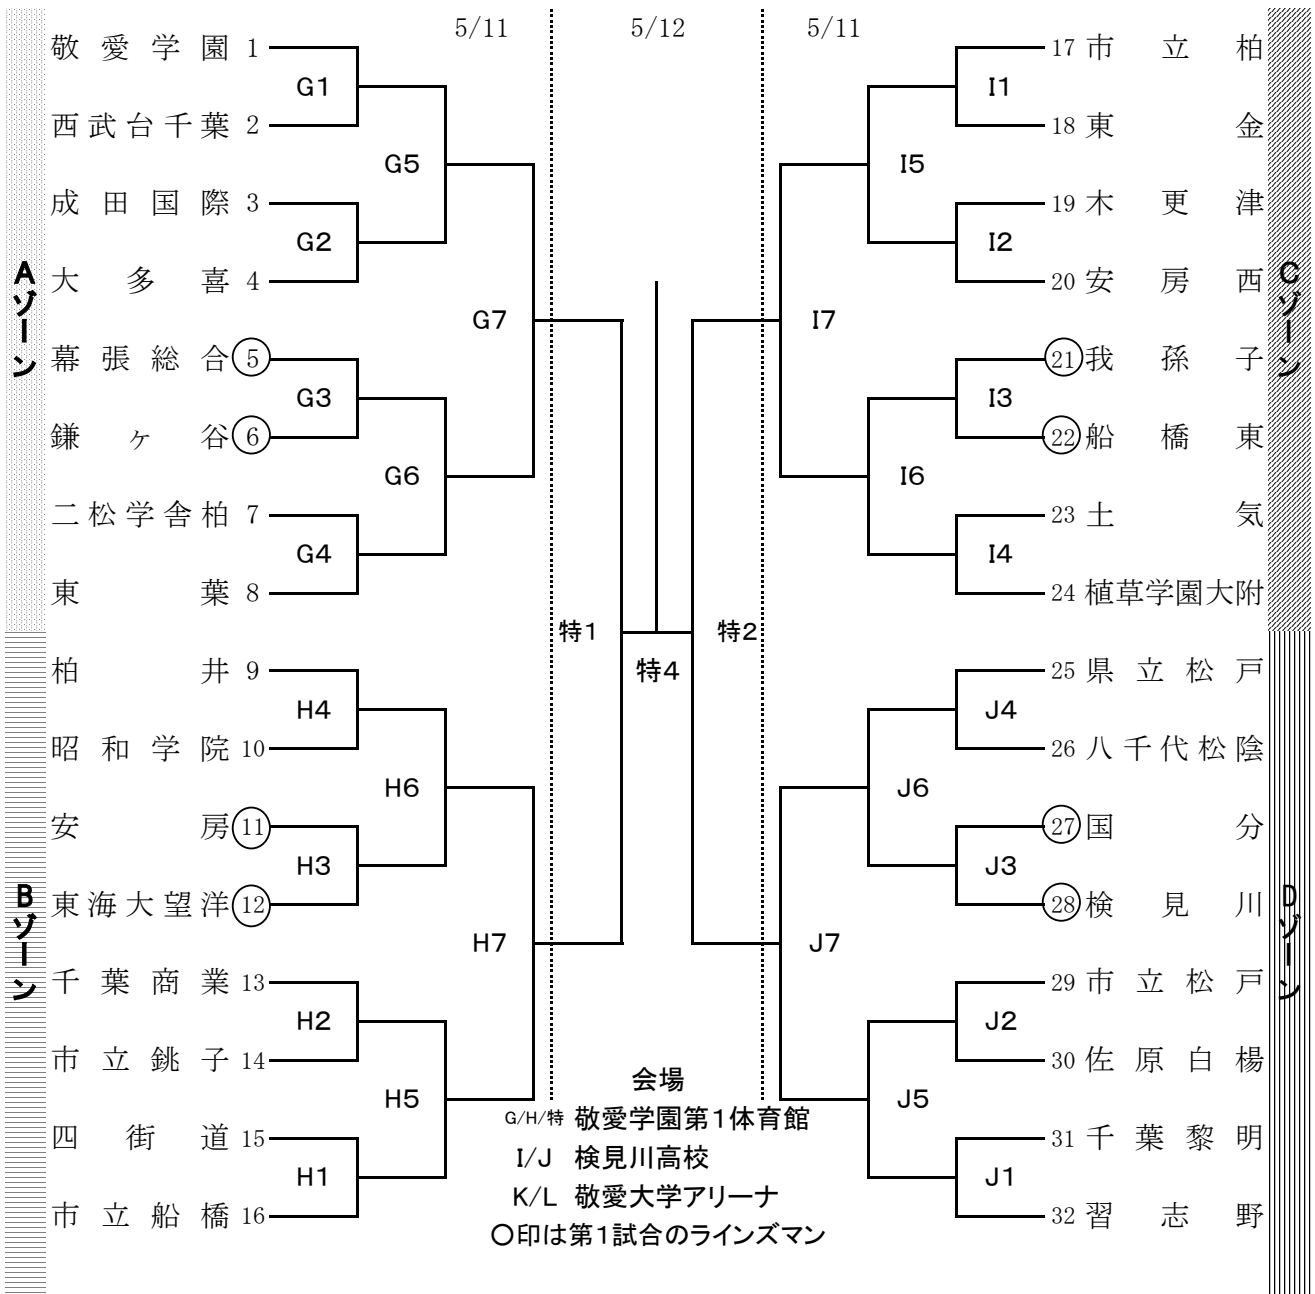 5/11 5/12 5/11
Aゾーン
敬愛学園 1
G1
西武台千葉 2
G5
成田国際 3
G2
大多喜 4
G7
幕張総合 5
G3
鎌ヶ谷 6
G6
二松学舎柏 7
G4
東葉 8
Bゾーン
柏井 9
H4
昭和学院 10
H6
安房 11
H3
東海大望洋 12
H7
千葉商業 13
H2
市立銚子 14
H5
四街道 15
H1
市立船橋 16
特1
特4
特2
Cゾーン
17 市立柏
I1
18 東金
I5
19 木更津
I2
20 安房西
I7
21 我孫子
I3
22 船橋東
I6
23 土気
I4
24 植草学園大附
Dゾーン
25 県立松戸
J4
26 八千代松陰
J6
27 国分
J3
28 検見川
J7
29 市立松戸
J2
30 佐原白楊
J5
31 千葉黎明
J1
32 習志野
会場
G/H/特 敬愛学園第1体育館
I/J 検見川高校
K/L 敬愛大学アリーナ
○印は第1試合のラインズマン